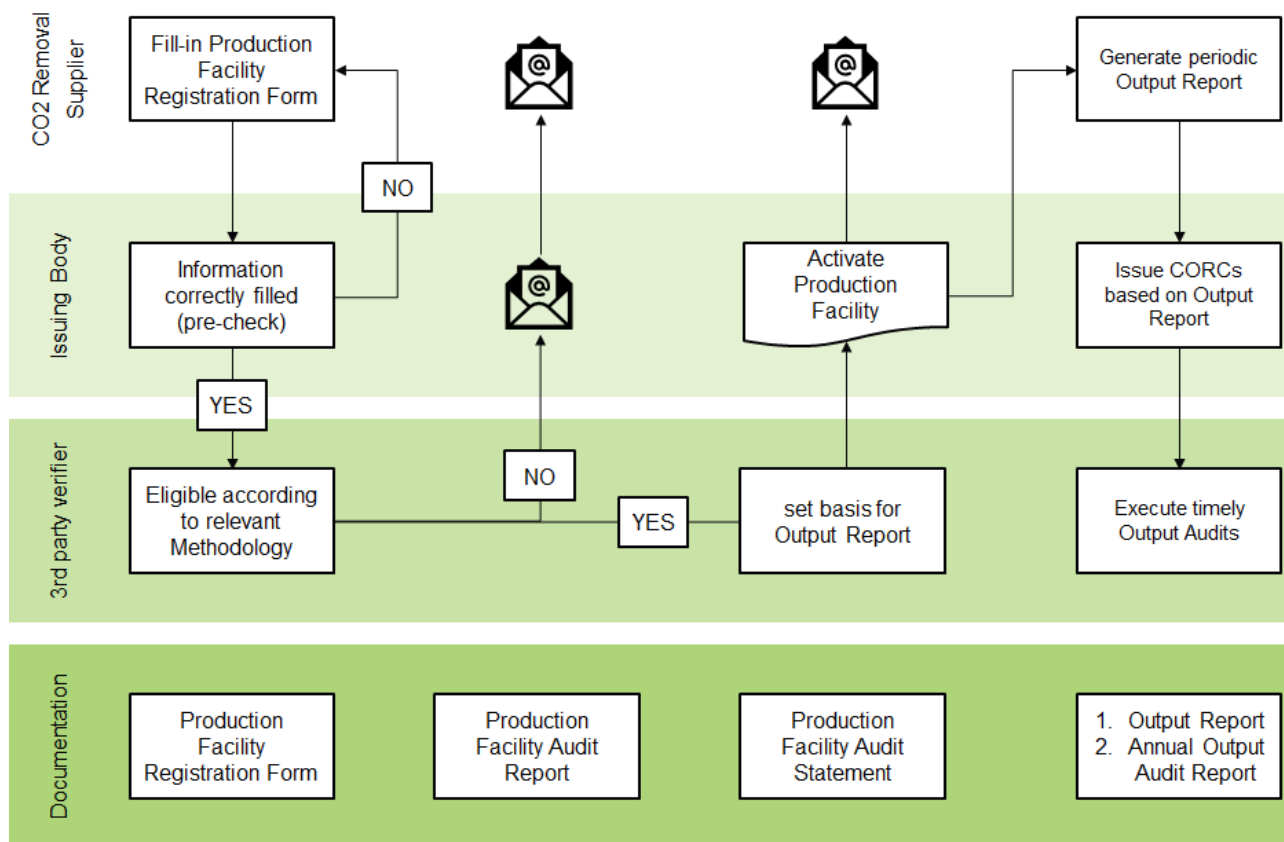 CO2 Removal
Supplier
Fill-in Production
Facility
Registration Form
@
@
Generate periodic
Output Report
NO
Issuing Body
Information
correctly filled
(pre-check)
@
Activate
Production
Facility
Issue CORCs
based on Output
Report
YES
3rd party verifier
Eligible according
to relevant
Methodology
NO
YES
set basis for
Output Report
Execute timely
Output Audits
Documentation
Production
Facility
Registration Form
Production
Facility Audit
Report
Production
Facility Audit
Statement
1. Output Report
2. Annual Output
Audit Report